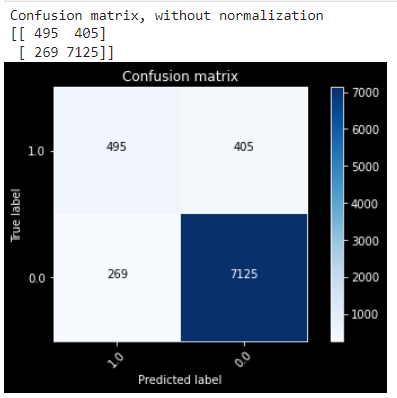 Confusion matrix, without normalization
[[ 495  405]
 [ 269 7125]]
Confusion matrix
7000
6000
5000
4000
3000
2000
1000
True label
1.0
495 405
0.0
269 7125
1.0 0.0
Predicted label